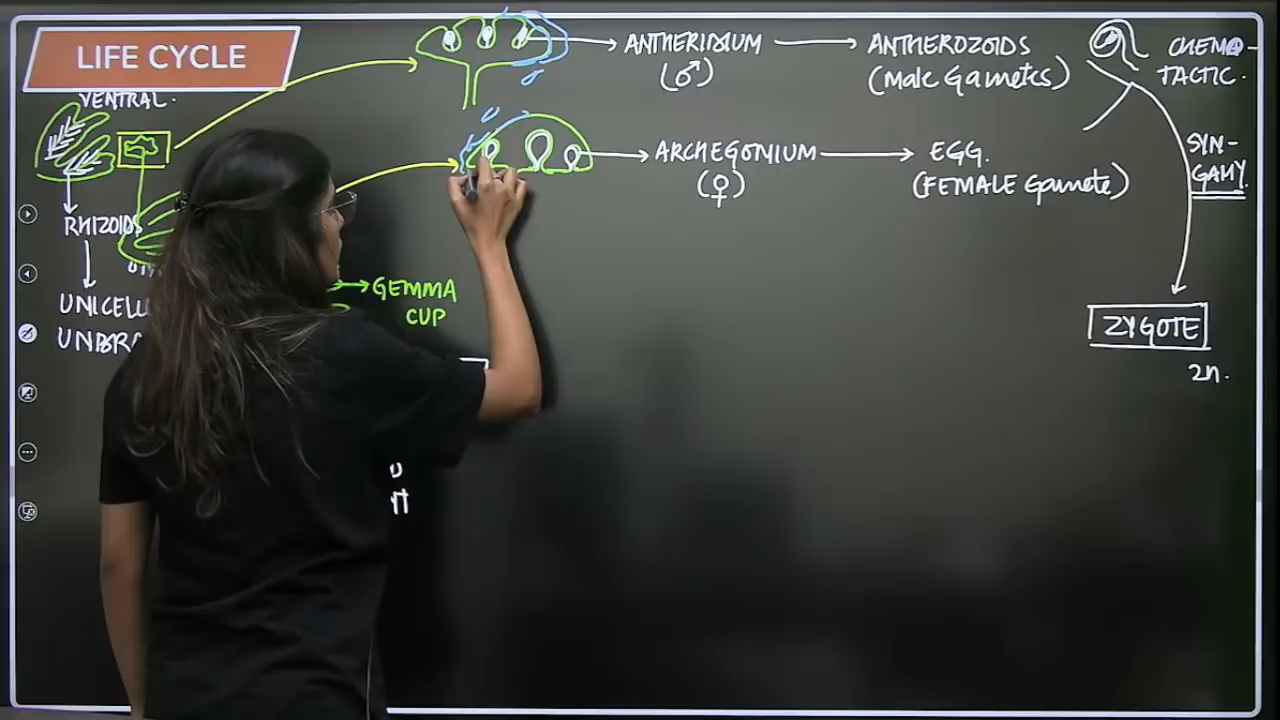 LIFE CYCLE
VENTRAL.
RHIZOIDS
UNICELL
UNBRA
GEMMA
CUP
ANTHERIDIUM
(♂)
ANTHEROZOIDS
(Male Gametes)
CHEMO-
TACTIC.
ARCHEGONIUM
(♀)
EGG.
(FEMALE Gamete)
SYN-
GAMY.
ZYGOTE
2n.